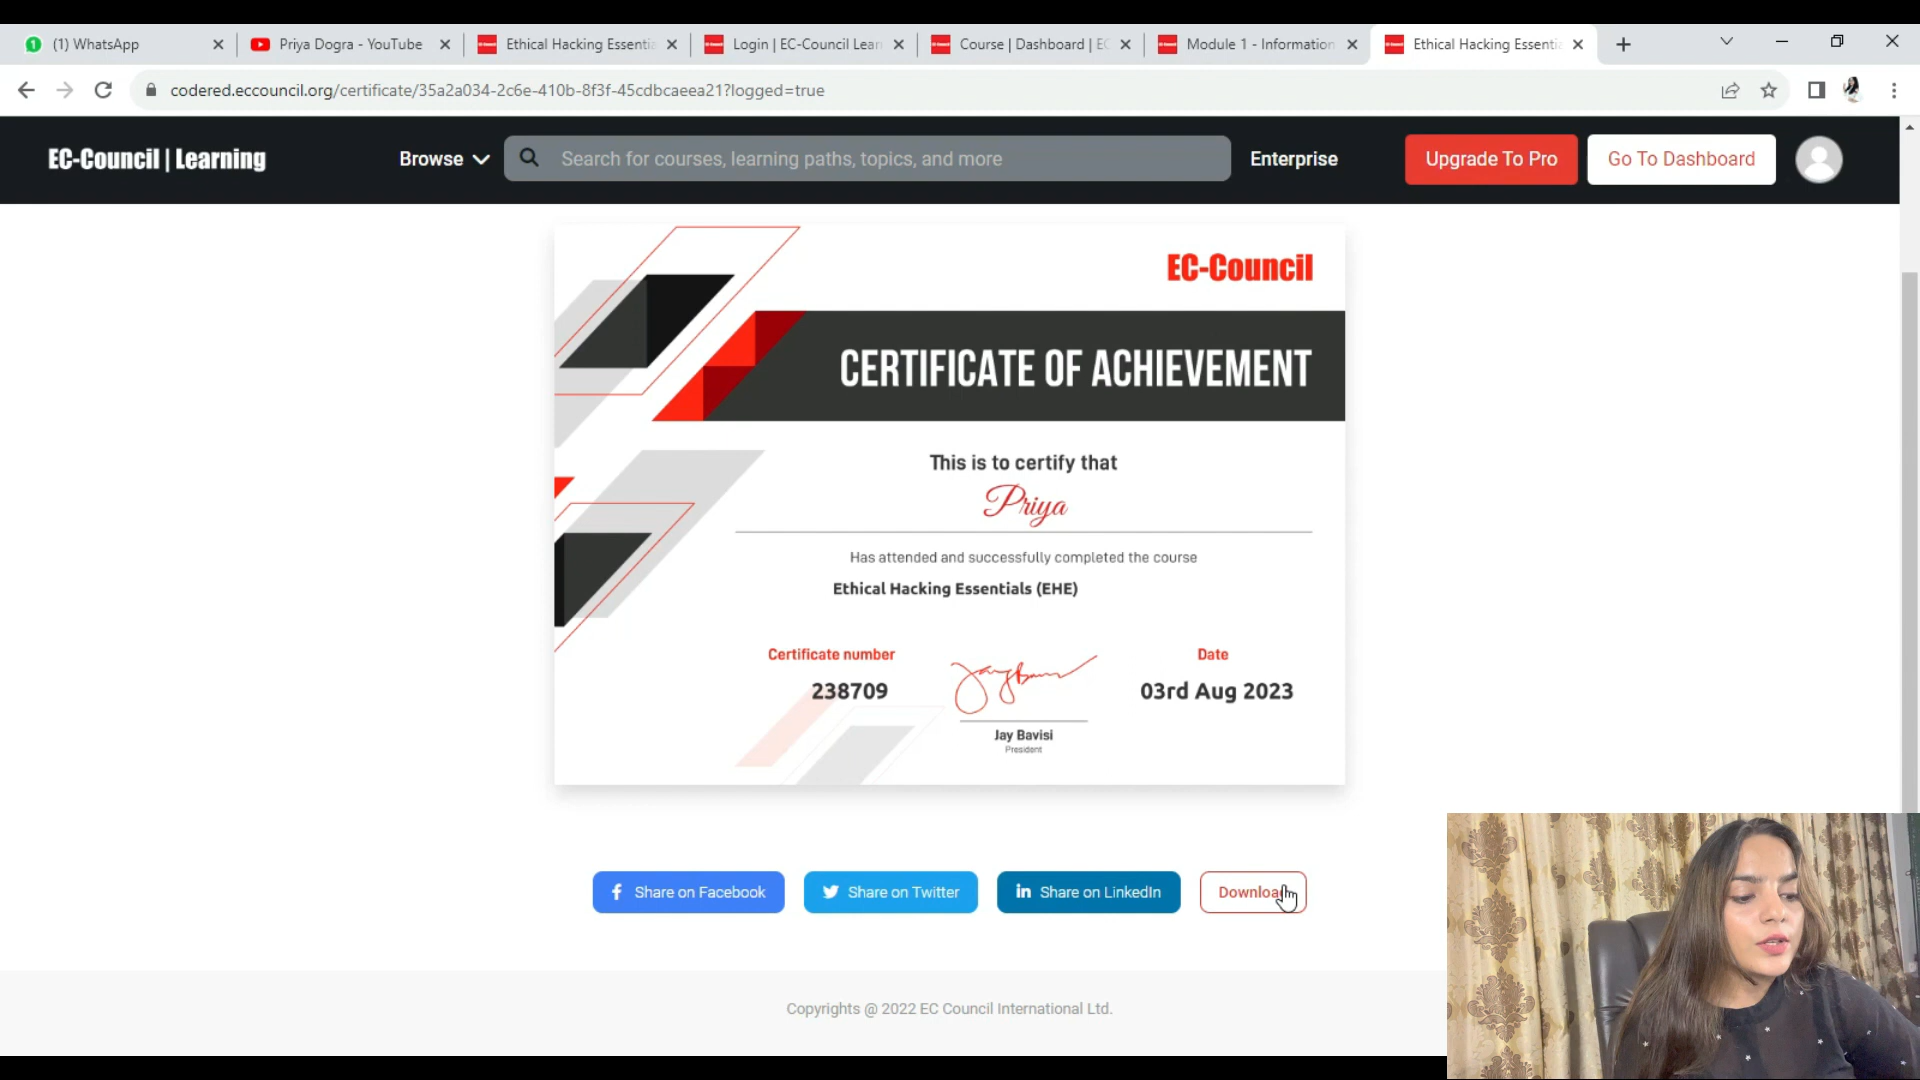 (1) WhatsApp
Priya Dogra - YouTube
Ethical Hacking Essentia
Login | EC-Council Lear
Course | Dashboard | EC
Module 1 - Information
Ethical Hacking Essentia
codered.eccouncil.org/certificate/35a2a034-2c6e-410b-8f3f-45cdbcaeea21?logged=true
EC-Council | Learning
Browse
Search for courses, learning paths, topics, and more
Enterprise
Upgrade To Pro
Go To Dashboard
EC-Council
CERTIFICATE OF ACHIEVEMENT
This is to certify that
Priya
Has attended and successfully completed the course
Ethical Hacking Essentials (EHE)
Certificate number
238709
Date
03rd Aug 2023
Jay Bavisi
President
Share on Facebook
Share on Twitter
Share on LinkedIn
Download
Copyrights @ 2022 EC Council International Ltd.